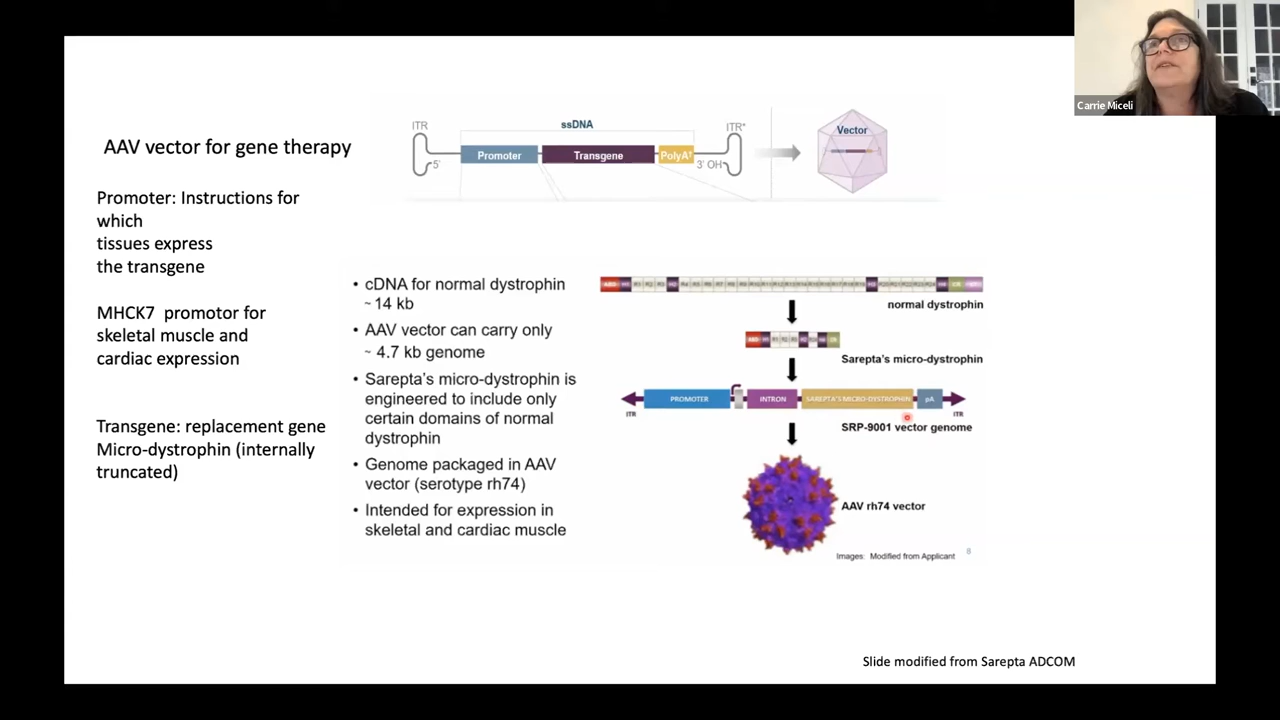 Carrie Miceli
AAV vector for gene therapy
Promoter: Instructions for
which
tissues express
the transgene
MHCK7 promotor for
skeletal muscle and
cardiac expression
Transgene: replacement gene
Micro-dystrophin (internally
truncated)
ssDNA
ITR
ITR*
Promoter
Transgene
PolyA*
5'
3' OH
Vector
• cDNA for normal dystrophin
~ 14 kb
• AAV vector can carry only
~ 4.7 kb genome
• Sarepta's micro-dystrophin is
engineered to include only
certain domains of normal
dystrophin
• Genome packaged in AAV
vector (serotype rh74)
• Intended for expression in
skeletal and cardiac muscle
normal dystrophin
Sarepta's micro-dystrophin
PROMOTER
INTRON
SAREPTA'S MICRO-DYSTROPHIN
pA
ITR
ITR
SRP-9001 vector genome
AAV rh74 vector
Images: Modified from Applicant
8
Slide modified from Sarepta ADCOM